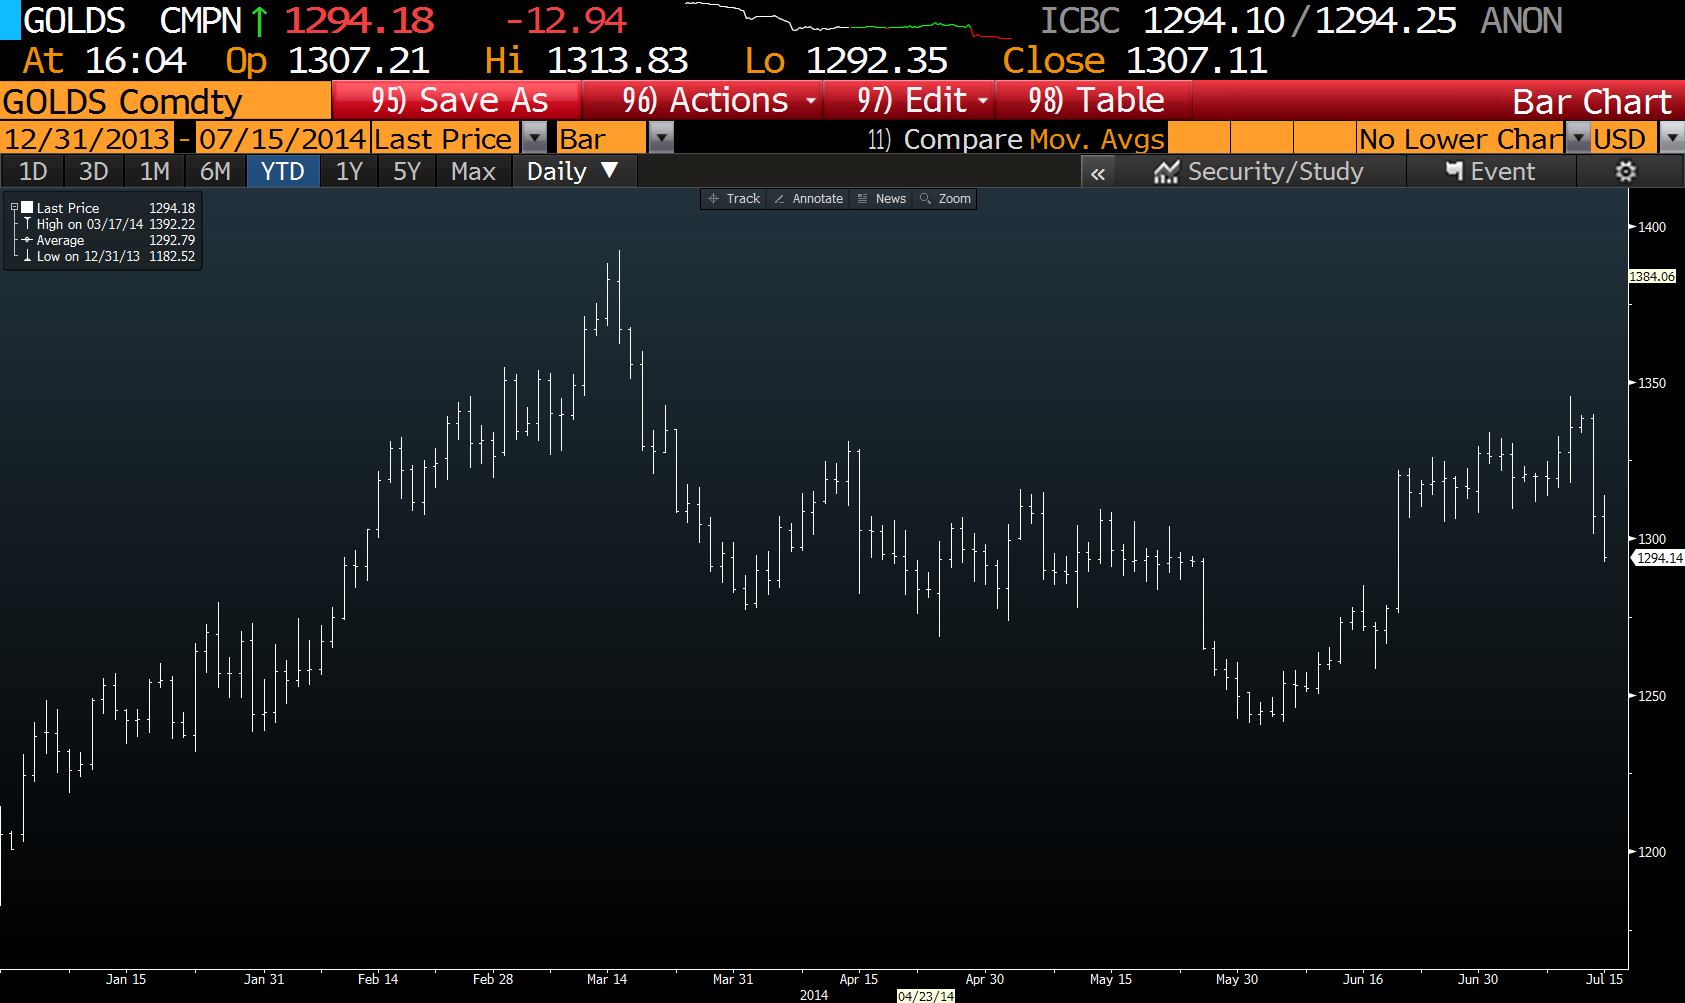 GOLDS CMPN↑ 1294.18 -12.94 ICBC 1294.10/1294.25 ANON
At 16:04 Op 1307.21 Hi 1313.83 Lo 1292.35 Close 1307.11
GOLDS Comdty 95) Save As 96) Actions 97) Edit 98) Table Bar Chart
12/31/2013 - 07/15/2014 Last Price Bar 11) Compare Mov. Avgs No Lower Char USD
1D 3D 1M 6M YTD 1Y 5Y Max Daily ▼ « Security/Study Event
Track Annotate News Zoom
Last Price 1294.18
High on 03/17/14 1392.22
Average 1292.79
Low on 12/31/13 1182.52
1400
1384.06
1350
1300
1294.14
1250
1200
Jan 15 Jan 31 Feb 14 Feb 28 Mar 14 Mar 31 Apr 15 Apr 30 May 15 May 30 Jun 16 Jun 30 Jul 15
2014 04/23/14